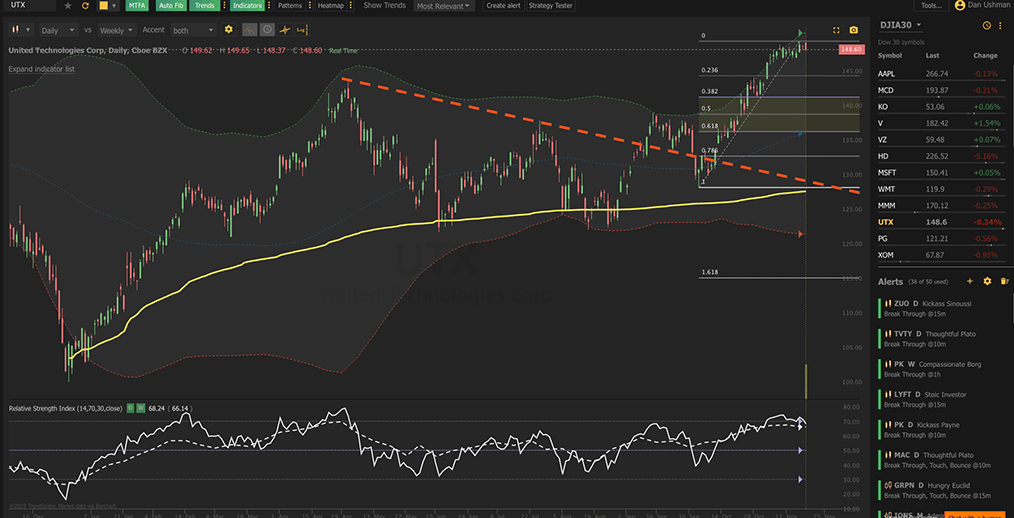 UTX MTFA Auto Fib Trends Indicators Patterns Heatmap Show Trends Most Relevant Create alert Strategy Tester Tools... Dan Ushman
Daily vs Weekly Accent both Log
United Technologies Corp, Daily, Cboe BZX O 149.62 H 149.65 L 148.37 C 148.60 Real Time
Expand indicator list
0
0.236
0.382
0.5
0.618
0.786
1
1.618
148.60
145.00
140.00
135.00
130.00
125.00
120.00
115.00
110.00
105.00
100.00
UTX
Relative Strength Index (14,70,30,close) D W 68.24 ( 66.14 )
80.00
70.00
60.00
50.00
40.00
30.00
20.00
10.00
DJIA30
Dow 30 symbols
Symbol Last Change
AAPL 266.74 -0.13%
MCD 193.87 -0.21%
KO 53.06 +0.06%
V 182.42 +1.54%
VZ 59.48 +0.07%
HD 226.52 -5.16%
MSFT 150.41 +0.05%
WMT 119.9 -0.29%
MMM 170.12 -0.25%
UTX 148.6 -0.34%
PG 121.21 -0.56%
XOM 67.87 -0.95%
Alerts (38 of 50 used)
ZUO D Kickass Sinoussi
Break Through @15m
TVTY D Thoughtful Plato
Break Through @10m
PK W Compassionate Borg
Break Through @1h
LYFT D Stoic Investor
Break Through @15m
PK D Kickass Payne
Break Through @10m
MAC D Thoughtful Plato
Break Through, Touch, Bounce @10m
GRPN D Hungry Euclid
Break Through, Touch, Bounce @15m